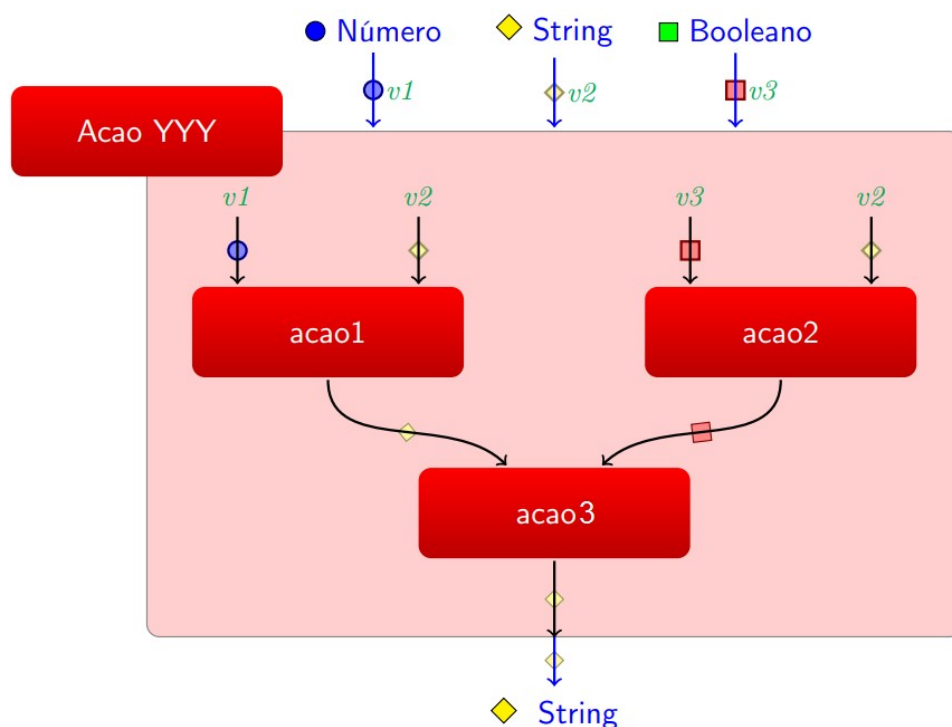 Número String Booleano
v1 v2 v3
Acao YYY
v1 v2 v3 v2
acao1 acao2
acao3
String